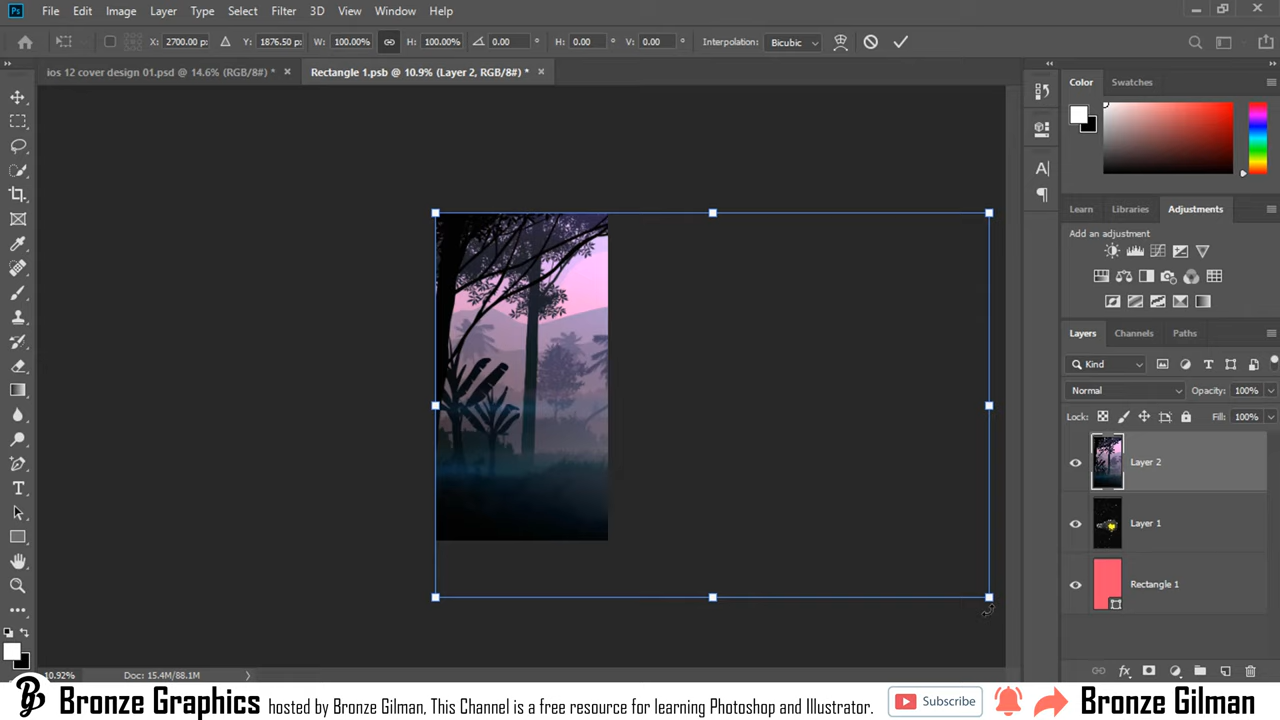 Ps File Edit Image Layer Type Select Filter 3D View Window Help
X: 2700.00 p: Y: 1876.50 p: W: 100.00% H: 100.00% 0.00 ° H: 0.00 ° V: 0.00 ° Interpolation: Bicubic
ios 12 cover design 01.psd @ 14.6% (RGB/8#) * × Rectangle 1.psb @ 10.9% (Layer 2, RGB/8#) * ×
Color Swatches
Learn Libraries Adjustments
Add an adjustment
Layers Channels Paths
Kind
Normal Opacity: 100%
Lock: Fill: 100%
Layer 2
Layer 1
Rectangle 1
10.92% Doc: 15.4M/88.1M
Bronze Graphics hosted by Bronze Gilman, This Channel is a free resource for learning Photoshop and Illustrator. Subscribe Bronze Gilman